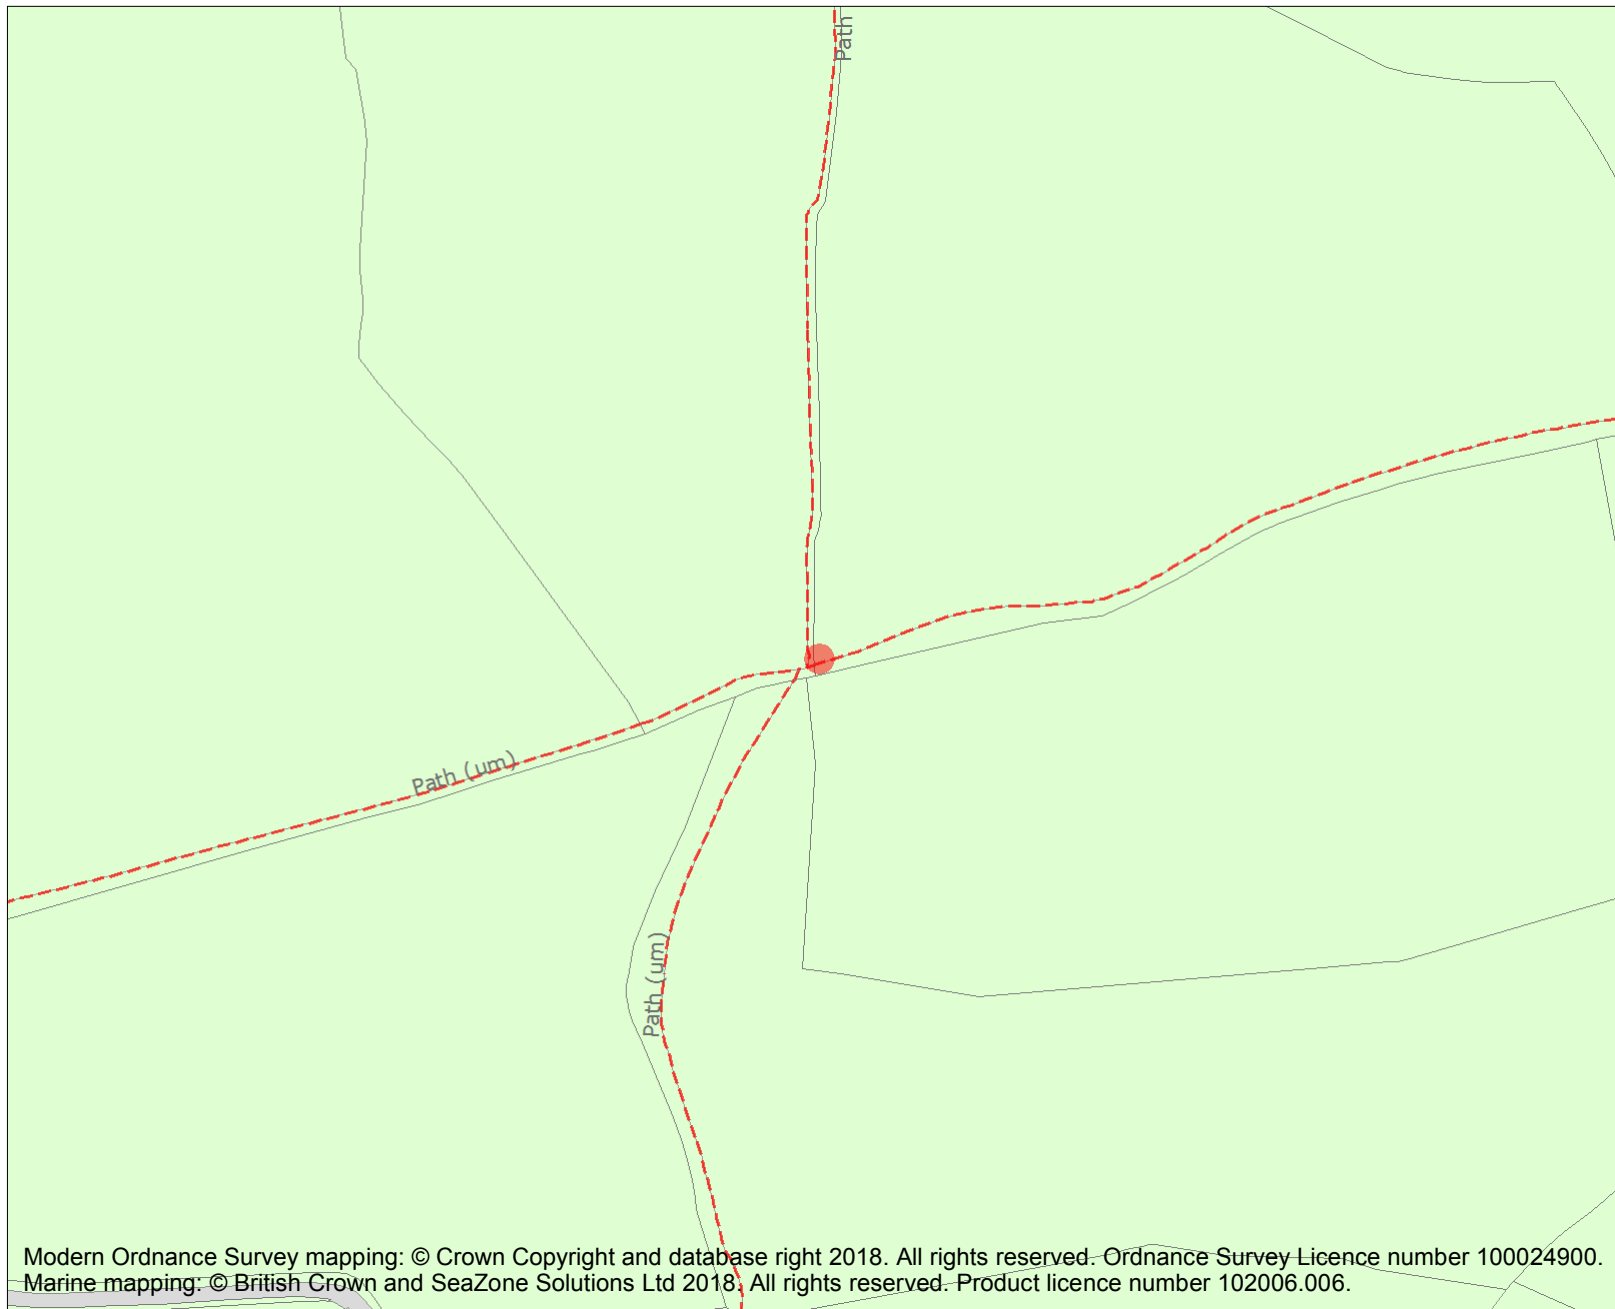 Path
Path (um)
Path (um)
Modern Ordnance Survey mapping: © Crown Copyright and database right 2018. All rights reserved. Ordnance Survey Licence number 100024900.
Marine mapping: © British Crown and SeaZone Solutions Ltd 2018. All rights reserved. Product licence number 102006.006.